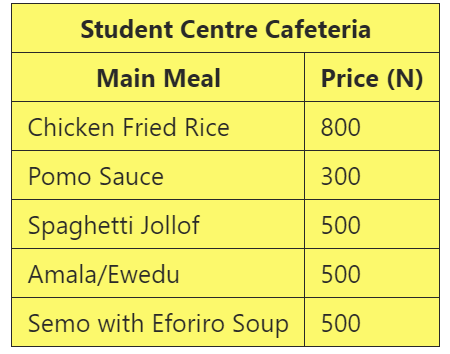 Student Centre Cafeteria
Main Meal Price (N)
Chicken Fried Rice 800
Pomo Sauce 300
Spaghetti Jollof 500
Amala/Ewedu 500
Semo with Eforiro Soup 500